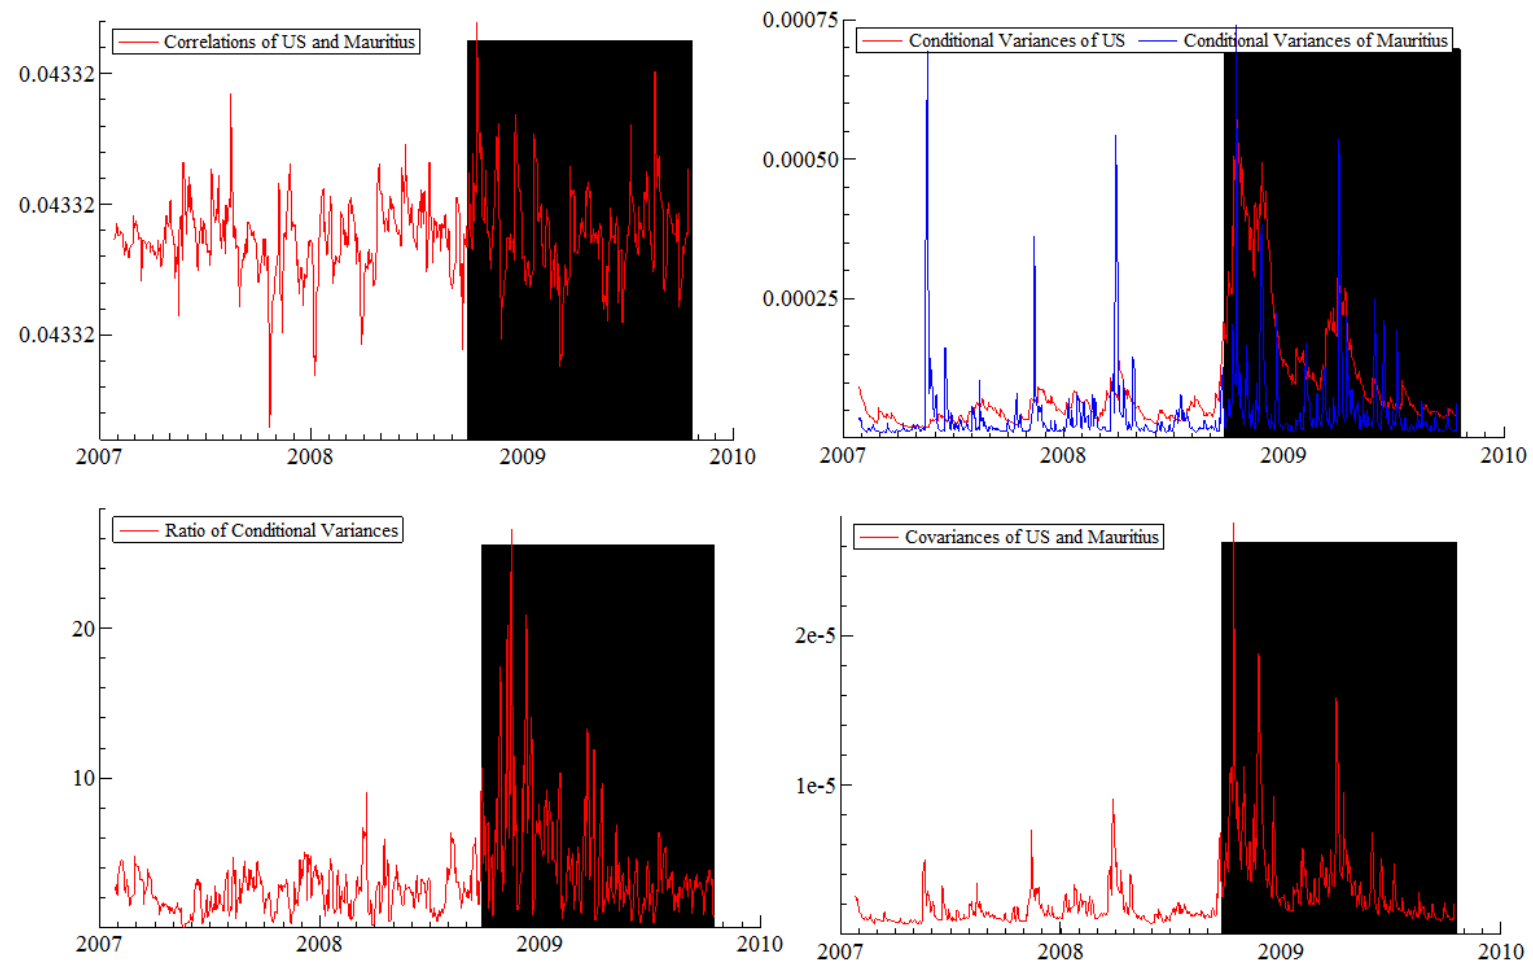 Correlations of US and Mauritius
0.04332
0.04332
0.04332
2007 2008 2009 2010
0.00075
Conditional Variances of US Conditional Variances of Mauritius
0.00050
0.00025
2007 2008 2009 2010
Ratio of Conditional Variances
20
10
2007 2008 2009 2010
Covariances of US and Mauritius
2e-5
1e-5
2007 2008 2009 2010